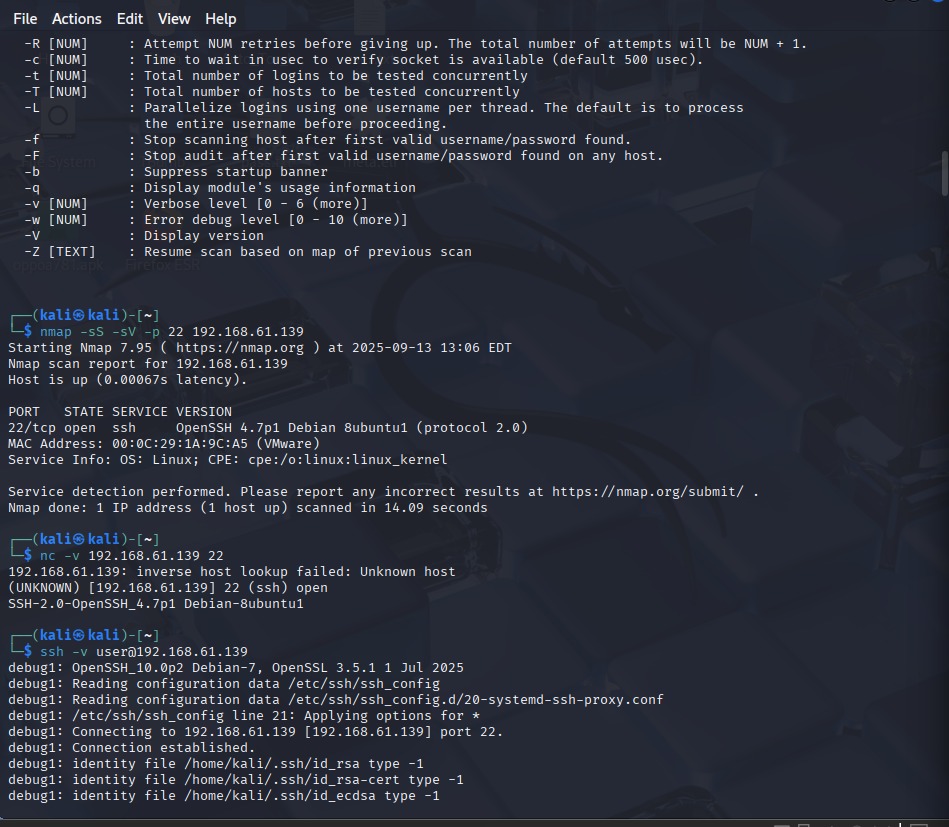 File Actions Edit View Help
-R [NUM] : Attempt NUM retries before giving up. The total number of attempts will be NUM + 1.
-c [NUM] : Time to wait in usec to verify socket is available (default 500 usec).
-t [NUM] : Total number of logins to be tested concurrently
-T [NUM] : Total number of hosts to be tested concurrently
-L : Parallelize logins using one username per thread. The default is to process
the entire username before proceeding.
-f : Stop scanning host after first valid username/password found.
-F : Stop audit after first valid username/password found on any host.
-b : Suppress startup banner
-q : Display module's usage information
-v [NUM] : Verbose level [0 - 6 (more)]
-w [NUM] : Error debug level [0 - 10 (more)]
-V : Display version
-Z [TEXT] : Resume scan based on map of previous scan
┌──(kali㉿kali)-[~]
└─$ nmap -sS -sV -p 22 192.168.61.139
Starting Nmap 7.95 ( https://nmap.org ) at 2025-09-13 13:06 EDT
Nmap scan report for 192.168.61.139
Host is up (0.00067s latency).
PORT STATE SERVICE VERSION
22/tcp open ssh OpenSSH 4.7p1 Debian 8ubuntu1 (protocol 2.0)
MAC Address: 00:0C:29:1A:9C:A5 (VMware)
Service Info: OS: Linux; CPE: cpe:/o:linux:linux_kernel
Service detection performed. Please report any incorrect results at https://nmap.org/submit/ .
Nmap done: 1 IP address (1 host up) scanned in 14.09 seconds
┌──(kali㉿kali)-[~]
└─$ nc -v 192.168.61.139 22
192.168.61.139: inverse host lookup failed: Unknown host
(UNKNOWN) [192.168.61.139] 22 (ssh) open
SSH-2.0-OpenSSH_4.7p1 Debian-8ubuntu1
┌──(kali㉿kali)-[~]
└─$ ssh -v user@192.168.61.139
debug1: OpenSSH_10.0p2 Debian-7, OpenSSL 3.5.1 1 Jul 2025
debug1: Reading configuration data /etc/ssh/ssh_config
debug1: Reading configuration data /etc/ssh/ssh_config.d/20-systemd-ssh-proxy.conf
debug1: /etc/ssh/ssh_config line 21: Applying options for *
debug1: Connecting to 192.168.61.139 [192.168.61.139] port 22.
debug1: Connection established.
debug1: identity file /home/kali/.ssh/id_rsa type -1
debug1: identity file /home/kali/.ssh/id_rsa-cert type -1
debug1: identity file /home/kali/.ssh/id_ecdsa type -1